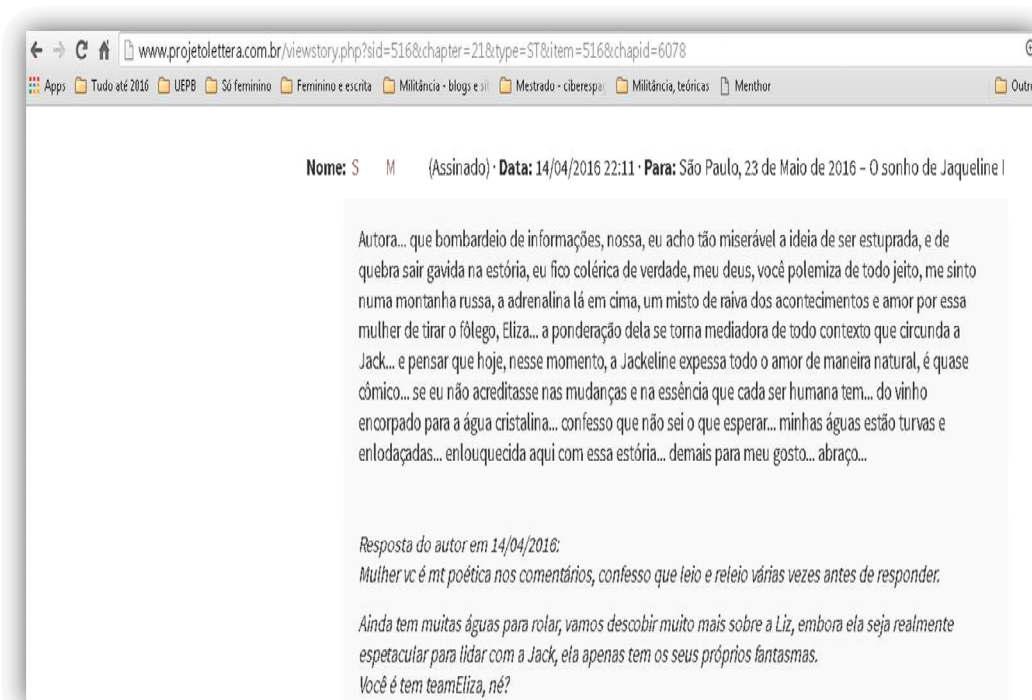 www.projetolettera.com.br/viewstory.php?sid=516&chapter=21&type=ST&item=516&chapid=6078
Apps Tudo até 2016 UEPB Só feminino Feminino e escrita Militância - blogs e si Mestrado - ciberespa Militância, teóricas Menthor Outro
Nome: S M (Assinado) · Data: 14/04/2016 22:11 · Para: São Paulo, 23 de Maio de 2016 – O sonho de Jaqueline I
Autora... que bombardeio de informações, nossa, eu acho tão miserável a ideia de ser estuprada, e de
quebra sair gavida na estória, eu fico colérica de verdade, meu deus, você polemiza de todo jeito, me sinto
numa montanha russa, a adrenalina lá em cima, um misto de raiva dos acontecimentos e amor por essa
mulher de tirar o fôlego, Eliza... a ponderação dela se torna mediadora de todo contexto que circunda a
Jack... e pensar que hoje, nesse momento, a Jackeline expessa todo o amor de maneira natural, é quase
cômico... se eu não acreditasse nas mudanças e na essência que cada ser humana tem... do vinho
encorpado para a água cristalina... confesso que não sei o que esperar... minhas águas estão turvas e
enlodaçadas... enlouquecida aqui com essa estória... demais para meu gosto... abraço...
Resposta do autor em 14/04/2016:
Mulher vc é mt poética nos comentários, confesso que leio e releio várias vezes antes de responder.
Ainda tem muitas águas para rolar, vamos descobir muito mais sobre a Liz, embora ela seja realmente
espetacular para lidar com a Jack, ela apenas tem os seus próprios fantasmas.
Você é tem teamEliza, né?